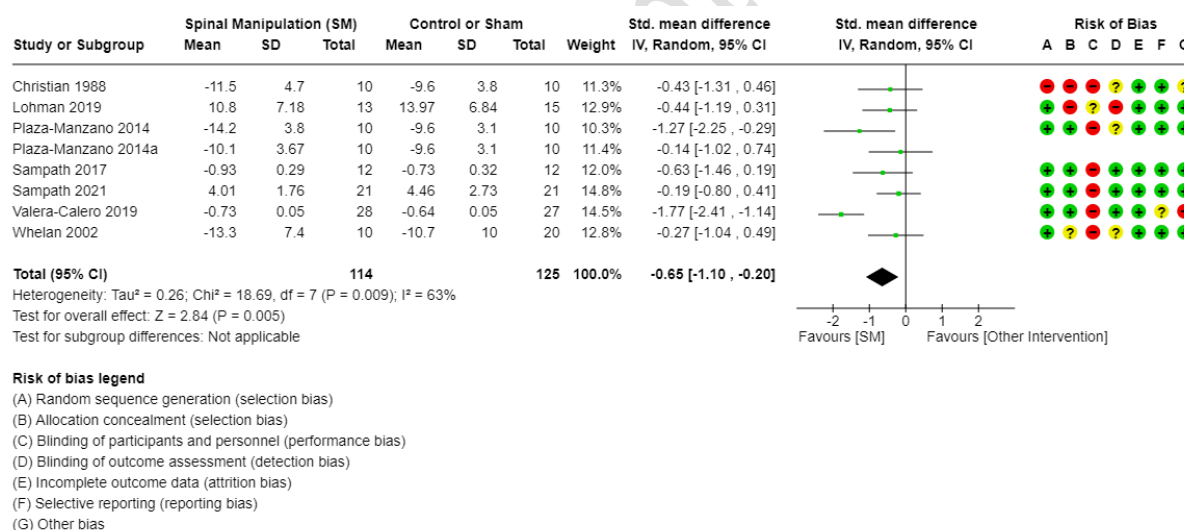 Spinal Manipulation (SM) Control or Sham Std. mean difference Std. mean difference Risk of Bias
Study or Subgroup Mean SD Total Mean SD Total Weight IV, Random, 95% CI IV, Random, 95% CI A B C D E F G
Christian 1988 -11.5 4.7 10 -9.6 3.8 10 11.3% -0.43 [-1.31 , 0.46] − − − ? + + ?
Lohman 2019 10.8 7.18 13 13.97 6.84 15 12.9% -0.44 [-1.19 , 0.31] + − ? − + + +
Plaza-Manzano 2014 -14.2 3.8 10 -9.6 3.1 10 10.3% -1.27 [-2.25 , -0.29] + + − ? + + +
Plaza-Manzano 2014a -10.1 3.67 10 -9.6 3.1 10 11.4% -0.14 [-1.02 , 0.74]
Sampath 2017 -0.93 0.29 12 -0.73 0.32 12 12.0% -0.63 [-1.46 , 0.19] + + − + + + +
Sampath 2021 4.01 1.76 21 4.46 2.73 21 14.8% -0.19 [-0.80 , 0.41] + + − + + + +
Valera-Calero 2019 -0.73 0.05 28 -0.64 0.05 27 14.5% -1.77 [-2.41 , -1.14] + + − + + ? −
Whelan 2002 -13.3 7.4 10 -10.7 10 20 12.8% -0.27 [-1.04 , 0.49] + ? − ? + + +
Total (95% CI) 114 125 100.0% -0.65 [-1.10 , -0.20]
Heterogeneity: Tau² = 0.26; Chi² = 18.69, df = 7 (P = 0.009); I² = 63%
Test for overall effect: Z = 2.84 (P = 0.005)
Test for subgroup differences: Not applicable
-2 -1 0 1 2
Favours [SM] Favours [Other Intervention]
Risk of bias legend
(A) Random sequence generation (selection bias)
(B) Allocation concealment (selection bias)
(C) Blinding of participants and personnel (performance bias)
(D) Blinding of outcome assessment (detection bias)
(E) Incomplete outcome data (attrition bias)
(F) Selective reporting (reporting bias)
(G) Other bias